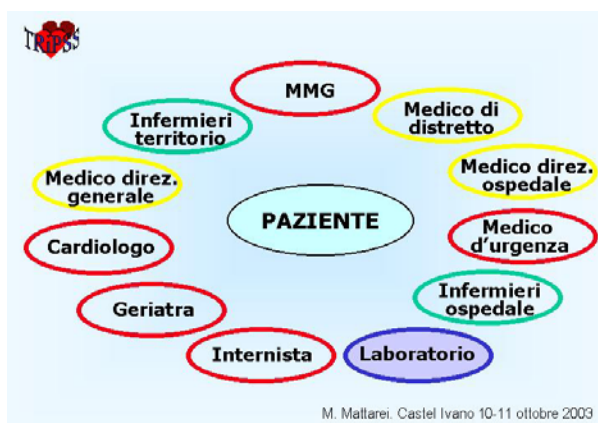 TRiPSS
MMG
Infermieri
territorio
Medico di
distretto
Medico direz.
generale
Medico direz.
ospedale
PAZIENTE
Cardiologo
Medico
d'urgenza
Geriatra
Infermieri
ospedale
Internista
Laboratorio
M. Mattarei. Castel Ivano 10-11 ottobre 2003